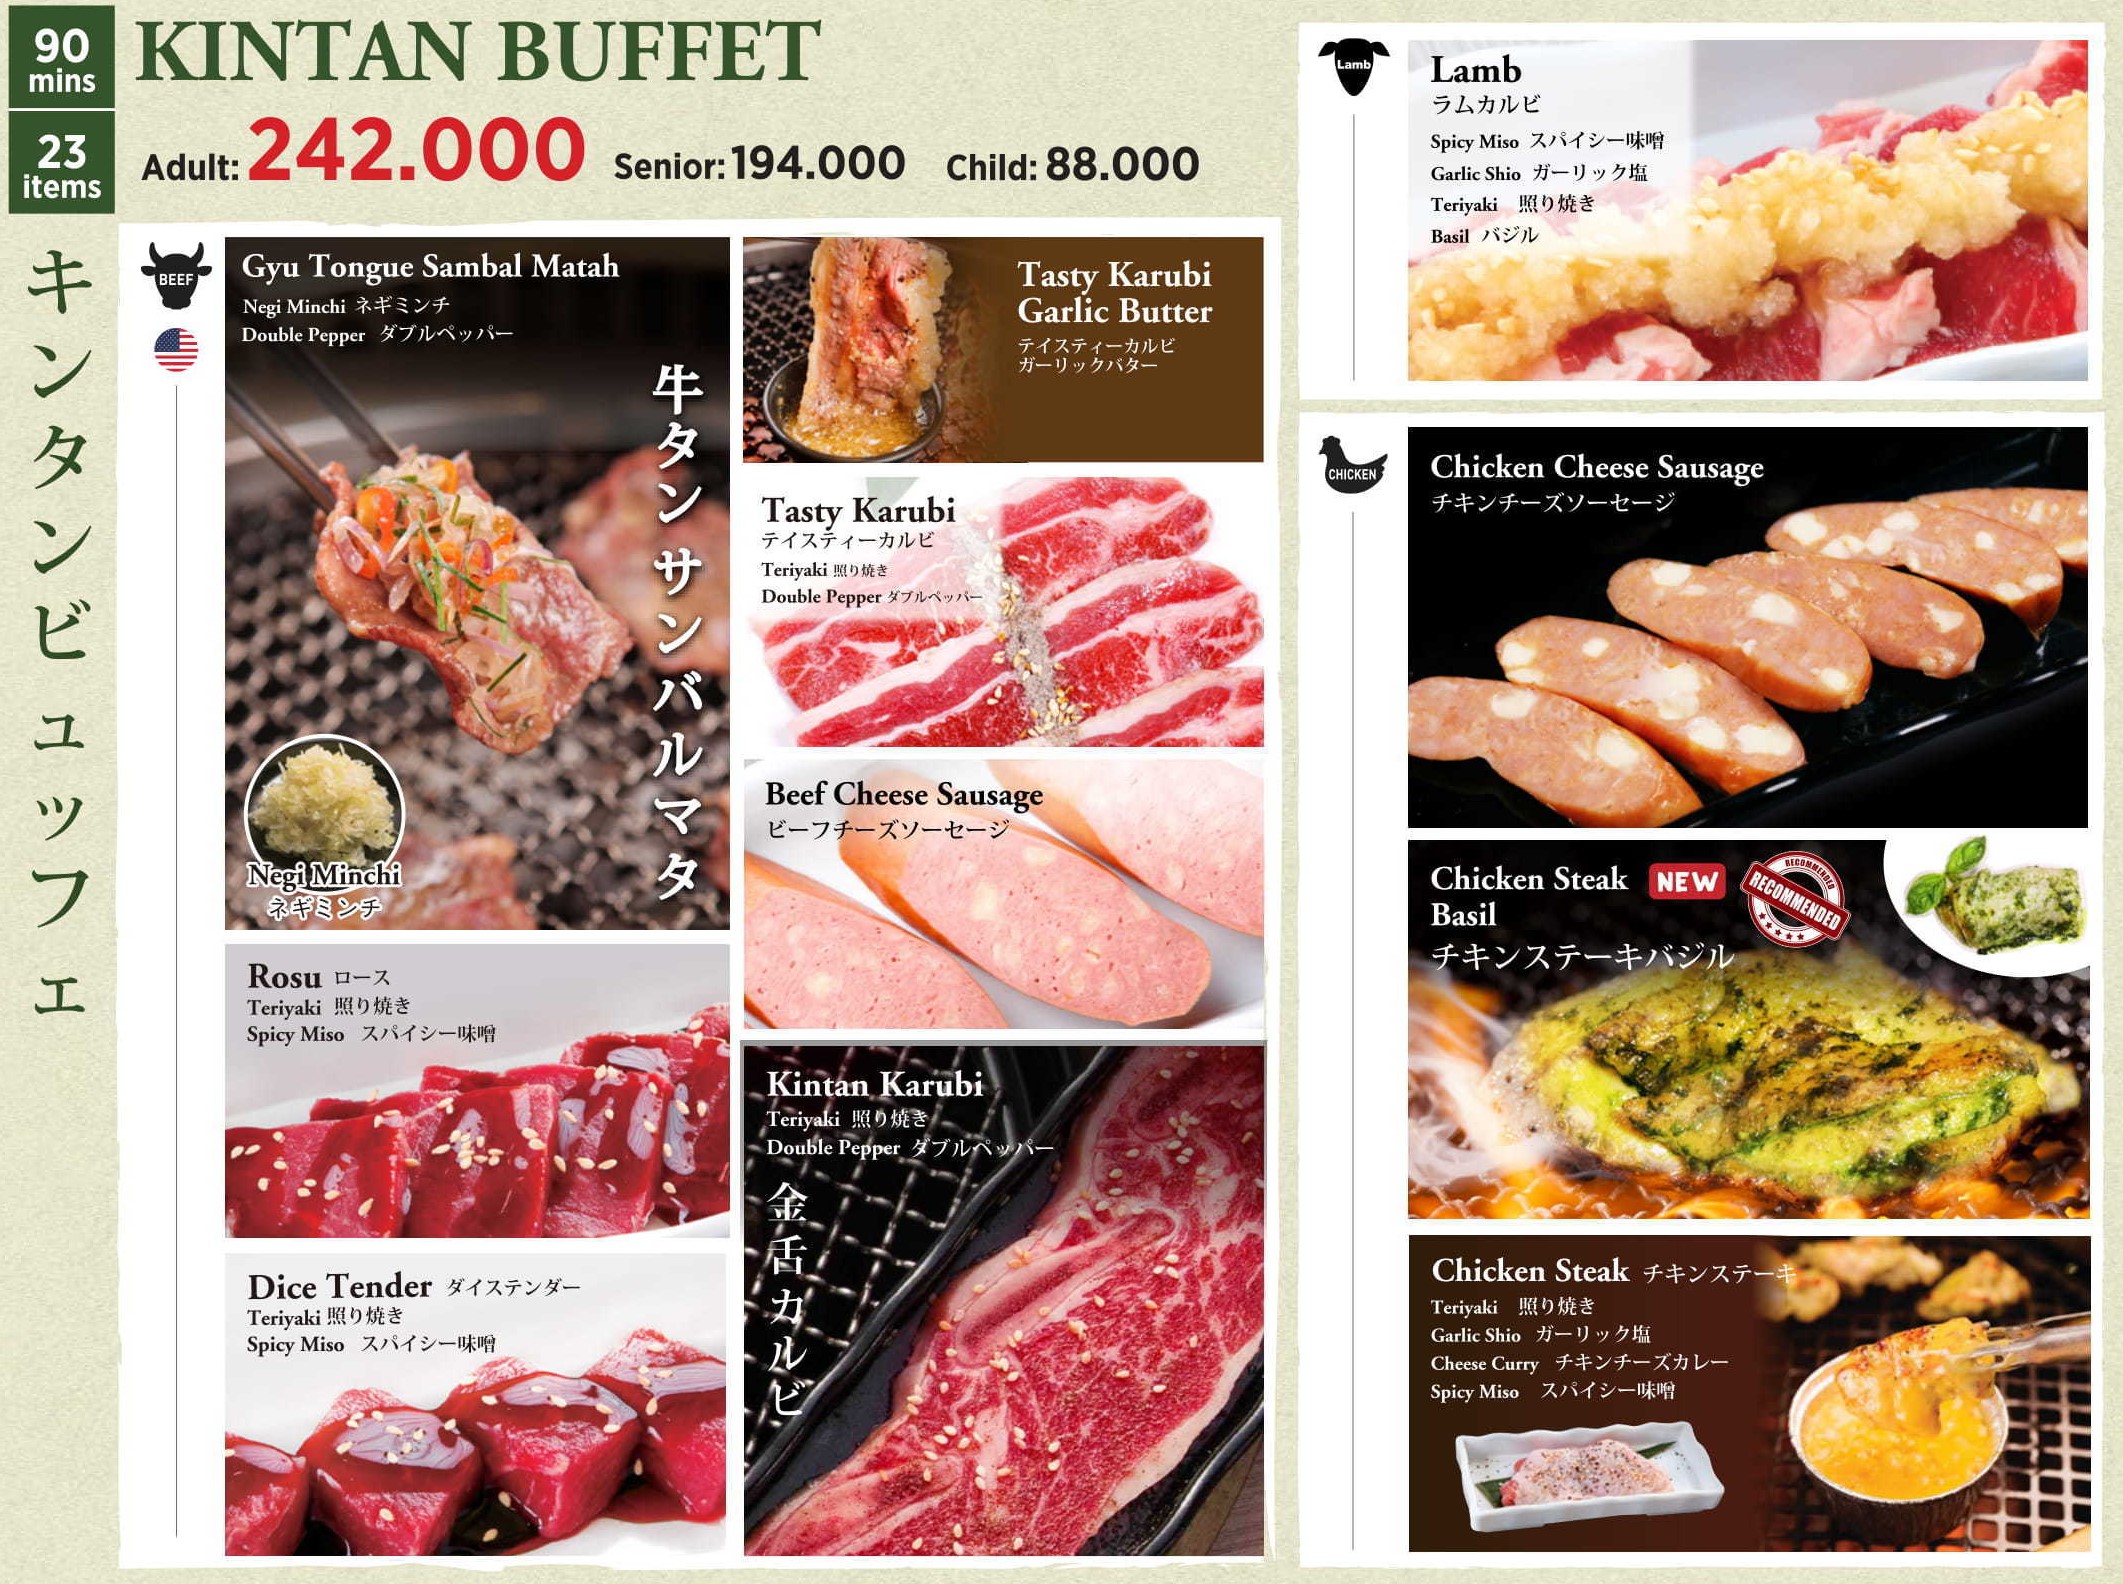 90
mins
23
items
KINTAN BUFFET
Adult: 242.000 Senior: 194.000 Child: 88.000
キンタンビュッフェ
BEEF
Gyu Tongue Sambal Matah
Negi Minchi ネギミンチ
Double Pepper ダブルペッパー
牛タン サンバルマタ
Negi Minchi
ネギミンチ
Rosu ロース
Teriyaki 照り焼き
Spicy Miso スパイシー味噌
Dice Tender ダイステンダー
Teriyaki 照り焼き
Spicy Miso スパイシー味噌
Tasty Karubi
Garlic Butter
テイスティーカルビ
ガーリックバター
Tasty Karubi
テイスティーカルビ
Teriyaki 照り焼き
Double Pepper ダブルペッパー
Beef Cheese Sausage
ビーフチーズソーセージ
Kintan Karubi
Teriyaki 照り焼き
Double Pepper ダブルペッパー
金舌カルビ
Lamb
Lamb
ラムカルビ
Spicy Miso スパイシー味噌
Garlic Shio ガーリック塩
Teriyaki 照り焼き
Basil バジル
CHICKEN
Chicken Cheese Sausage
チキンチーズソーセージ
Chicken Steak NEW
Basil
RECOMMENDED
RECOMMENDED
チキンステーキバジル
Chicken Steak チキンステーキ
Teriyaki 照り焼き
Garlic Shio ガーリック塩
Cheese Curry チキンチーズカレー
Spicy Miso スパイシー味噌